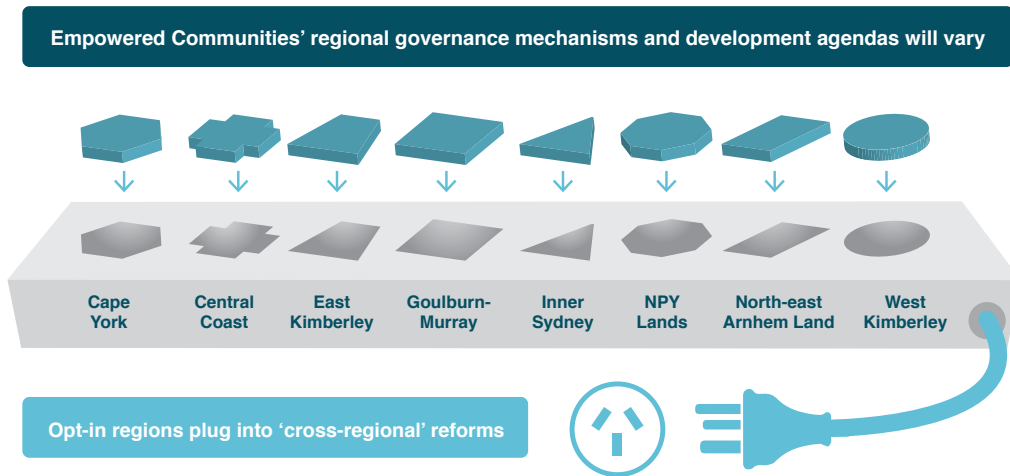 Empowered Communities’ regional governance mechanisms and development agendas will vary
Cape
York
Central
Coast
East
Kimberley
Goulburn-
Murray
Inner
Sydney
NPY
Lands
North-east
Arnhem Land
West
Kimberley
Opt-in regions plug into ‘cross-regional’ reforms